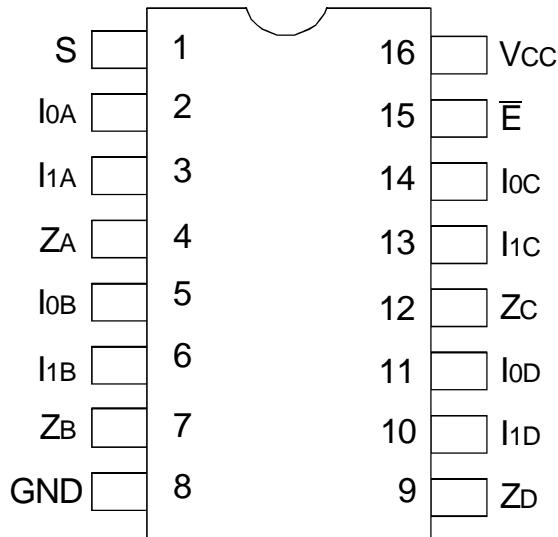 S 1 16 VCC
I0A 2 15 E̅
I1A 3 14 I0C
ZA 4 13 I1C
I0B 5 12 ZC
I1B 6 11 I0D
ZB 7 10 I1D
GND 8 9 ZD